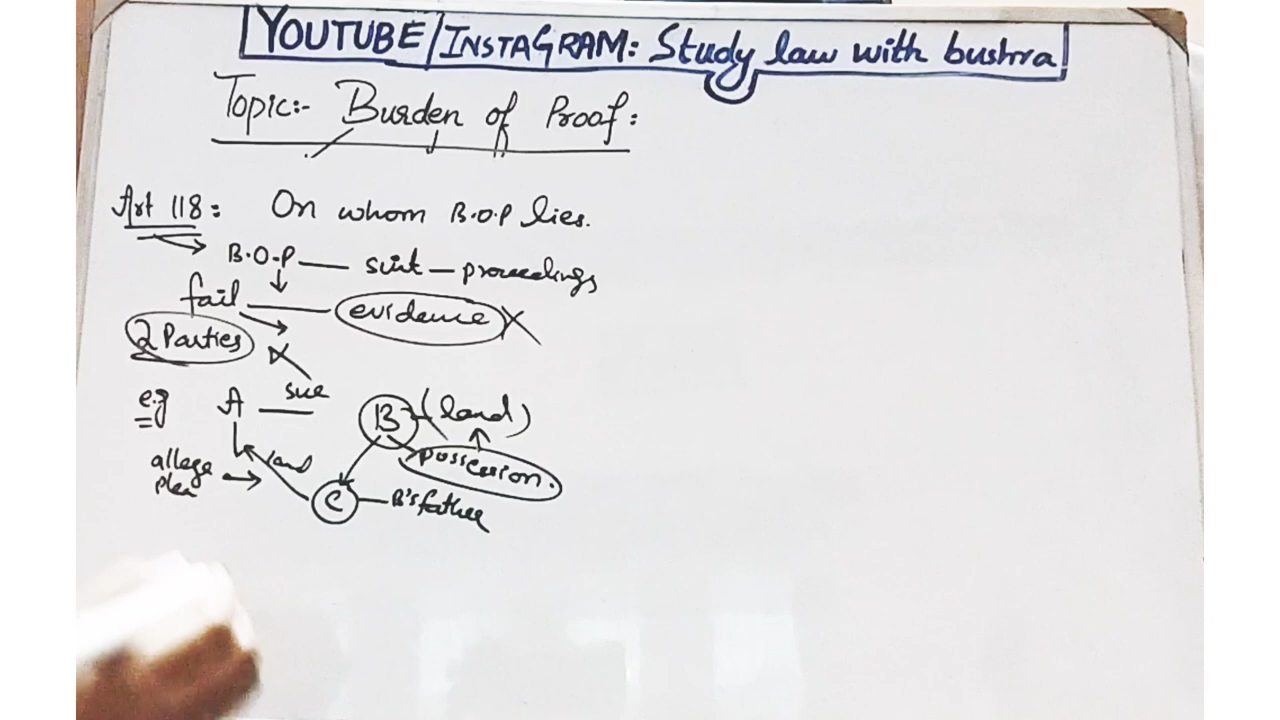 YOUTUBE/INSTAGRAM: Study law with bushra
Topic:- Burden of Proof:
Art 118: On whom B.O.P lies.
B.O.P — suit — proceedings
fail — evidence X
2 Parties
e.g A — sue B (land)
possession.
allege plea
land
C — B's father